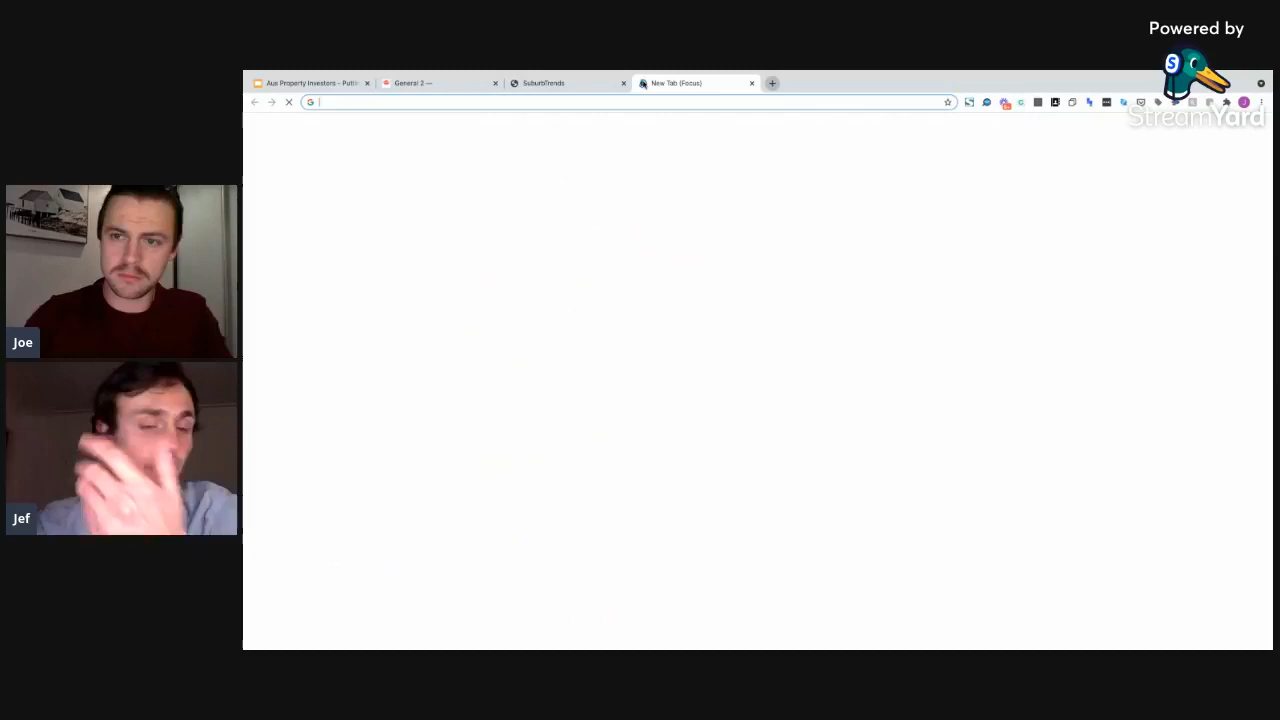 Powered by
StreamYard
Aus Property Investors - Putti
General 2 —
SuburbTrends
New Tab (Focus)
Joe
Jef